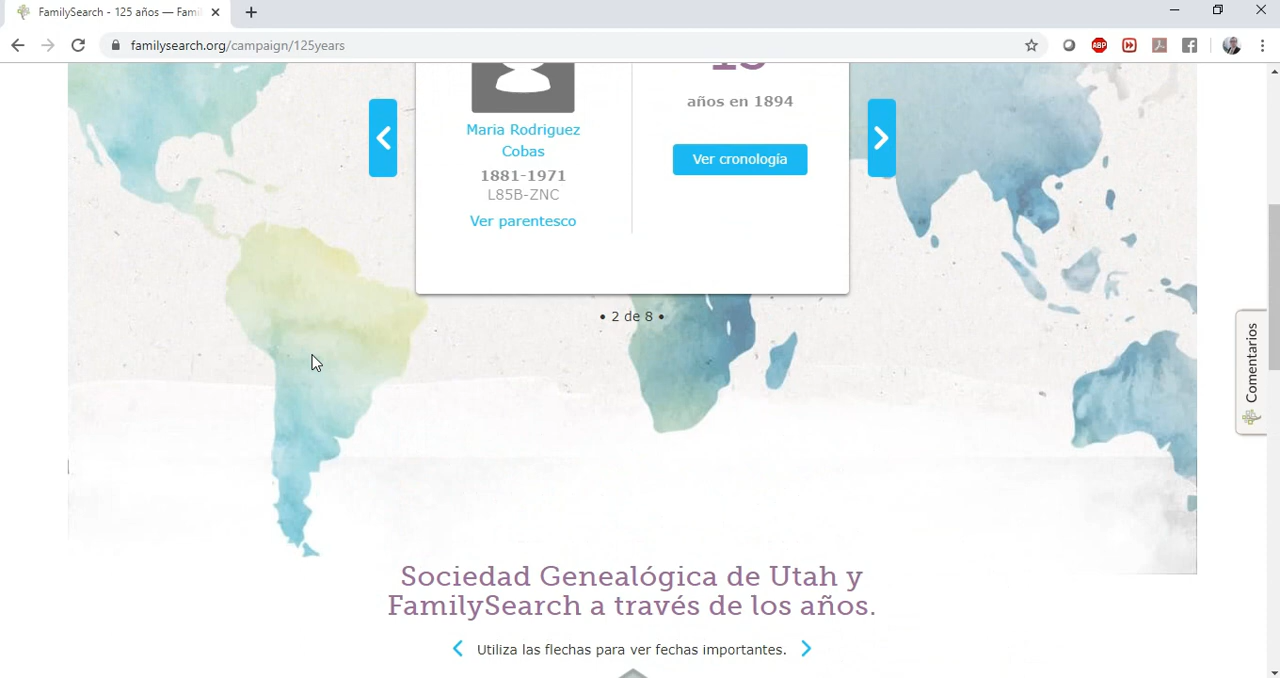 FamilySearch - 125 años — Fami
familysearch.org/campaign/125years
ABP
años en 1894
Maria Rodriguez
Cobas
1881-1971
L85B-ZNC
Ver parentesco
Ver cronología
• 2 de 8 •
Comentarios
Sociedad Genealógica de Utah y
FamilySearch a través de los años.
Utiliza las flechas para ver fechas importantes.